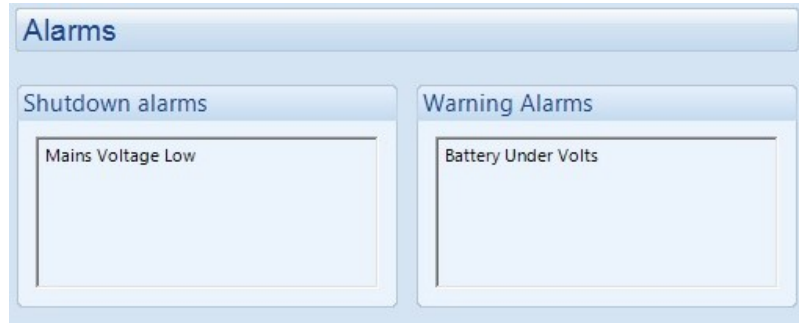 Alarms
Shutdown alarms
Mains Voltage Low
Warning Alarms
Battery Under Volts